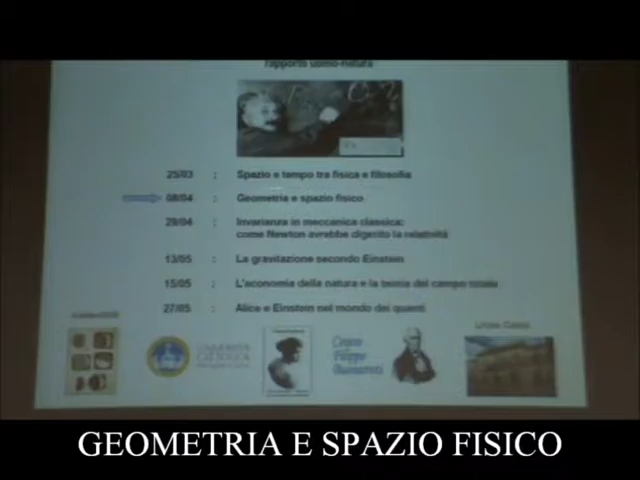 rapporto uomo-natura
25/03 : Spazio e tempo tra fisica e filosofia
08/04 : Geometria e spazio fisico
29/04 : Invarianza in meccanica classica:
come Newton avrebbe digerito la relatività
13/05 : La gravitazione secondo Einstein
15/05 : L'economia della natura e la teoria del campo totale
27/05 : Alice e Einstein nel mondo dei quanti
UNIVERSITÀ
CATTOLICA
Centro
Filippo
Buonarroti
GEOMETRIA E SPAZIO FISICO